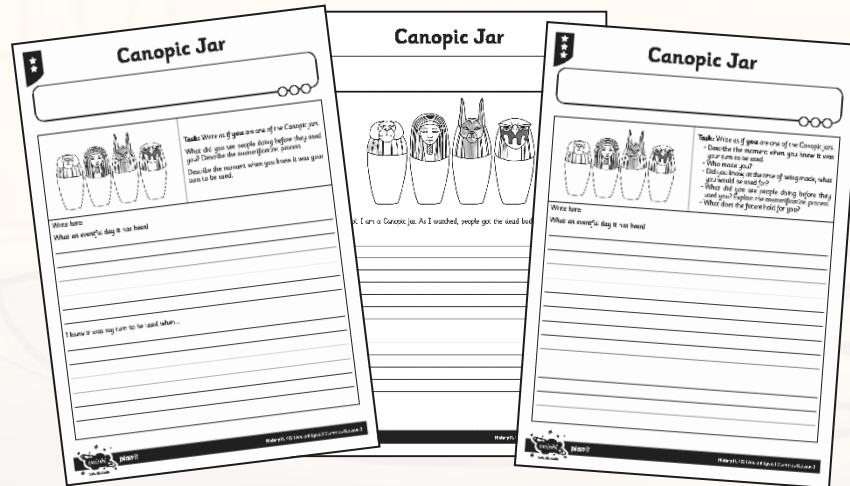 Canopic Jar
Task: Write as if you are one of the Canopic jars.
What did you see people doing before they used
you? Describe the mummification process.
Describe the moment when you knew it was your
turn to be used.
Write here
What an eventful day it has been!
I knew it was my turn to be used when...
planit
Canopic Jar
I am a Canopic jar. As I watched, people got the dead
Canopic Jar
Task: Write as if you are one of the Canopic jars.
- Describe the moment when you knew it was
your turn to be used.
- Who made you?
- Did you know, at the time of being made, what
you would be used for?
- What did you see people doing before they
used you? Explain the mummification process.
- What does the future hold for you?
Write here
What an eventful day it has been!
planit